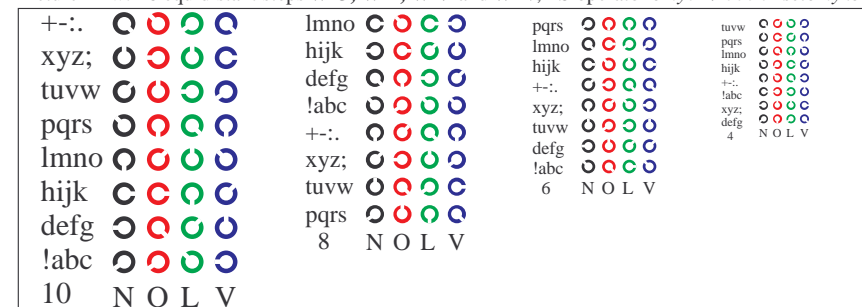 +-:.
xyz;
tuvw
pqrs
lmno
hijk
defg
!abc
10 N O L V
lmno
hijk
defg
!abc
+-:.
xyz;
tuvw
pqrs
8 N O L V
pqrs
lmno
hijk
+-:.
xyz;
tuvw
defg
!abc
6 N O L V
tuvw
pqrs
lmno
hijk
+-:.
!abc
xyz;
defg
4 N O L V